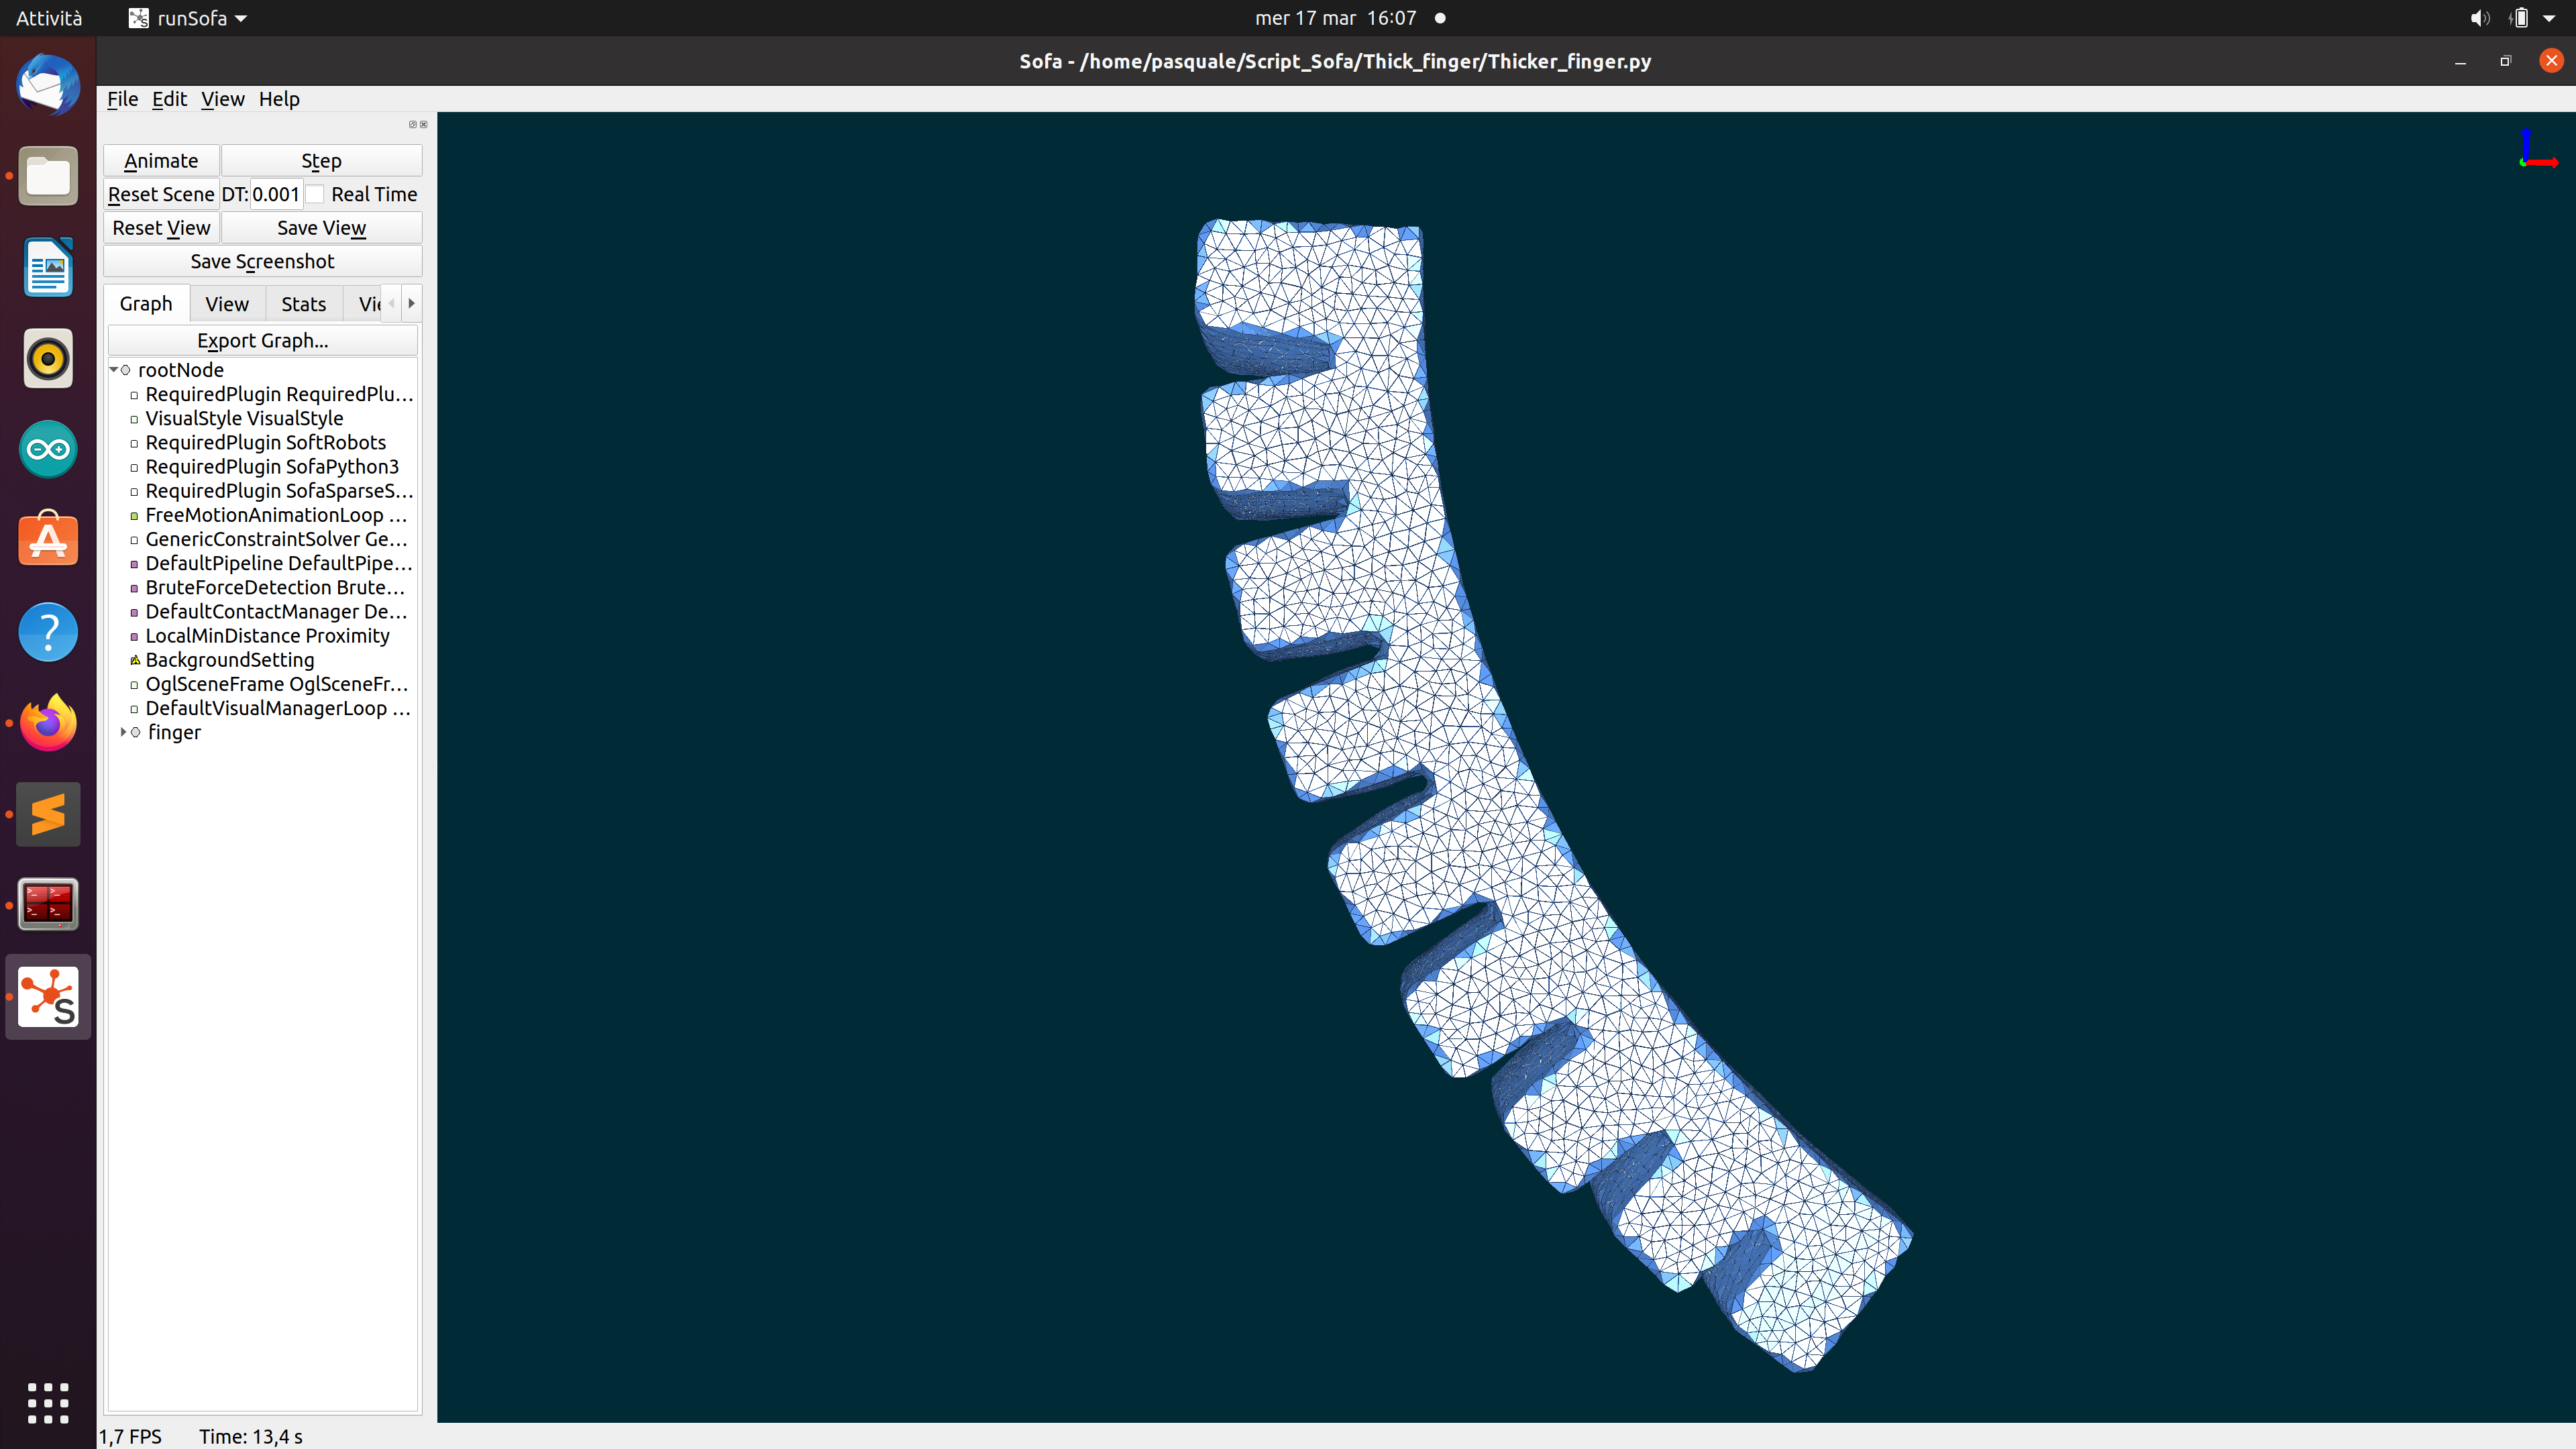 Attività
runSofa
mer 17 mar 16:07
Sofa - /home/pasquale/Script_Sofa/Thick_finger/Thicker_finger.py
File Edit View Help
Animate Step
Reset Scene DT: 0.001 Real Time
Reset View Save View
Save Screenshot
Graph View Stats Vie
Export Graph...
rootNode
RequiredPlugin RequiredPlu...
VisualStyle VisualStyle
RequiredPlugin SoftRobots
RequiredPlugin SofaPython3
RequiredPlugin SofaSparseS...
FreeMotionAnimationLoop ...
GenericConstraintSolver Ge...
DefaultPipeline DefaultPipe...
BruteForceDetection Brute...
DefaultContactManager De...
LocalMinDistance Proximity
BackgroundSetting
OglSceneFrame OglSceneFr...
DefaultVisualManagerLoop ...
finger
1,7 FPS Time: 13,4 s